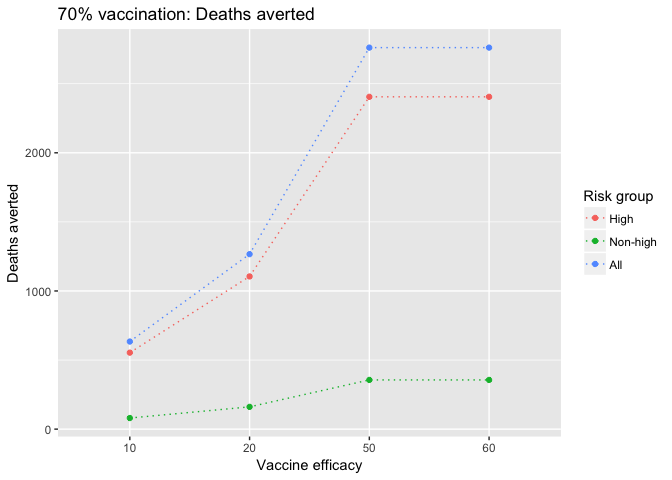 70% vaccination: Deaths averted
Deaths averted
2000
1000
0
10
20
50
60
Vaccine efficacy
Risk group
High
Non-high
All